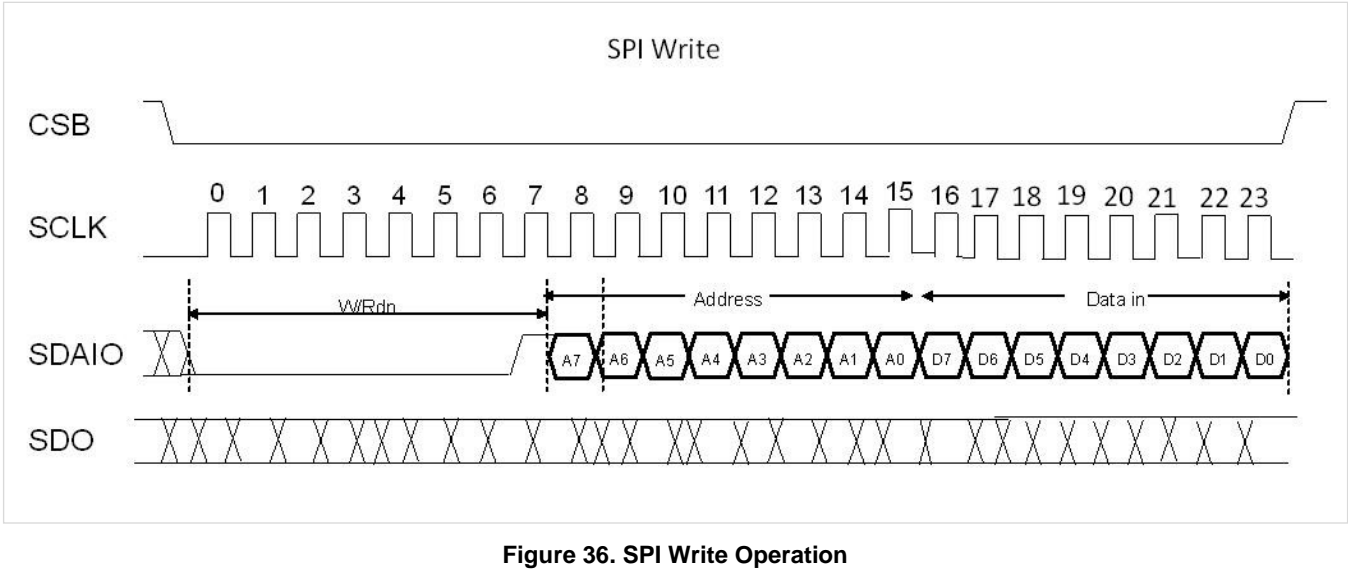 SPI Write
CSB
0 1 2 3 4 5 6 7 8 9 10 11 12 13 14 15 16 17 18 19 20 21 22 23
SCLK
W/Rdn
Address
Data in
SDAIO
A7 A6 A5 A4 A3 A2 A1 A0 D7 D6 D5 D4 D3 D2 D1 D0
SDO
Figure 36. SPI Write Operation